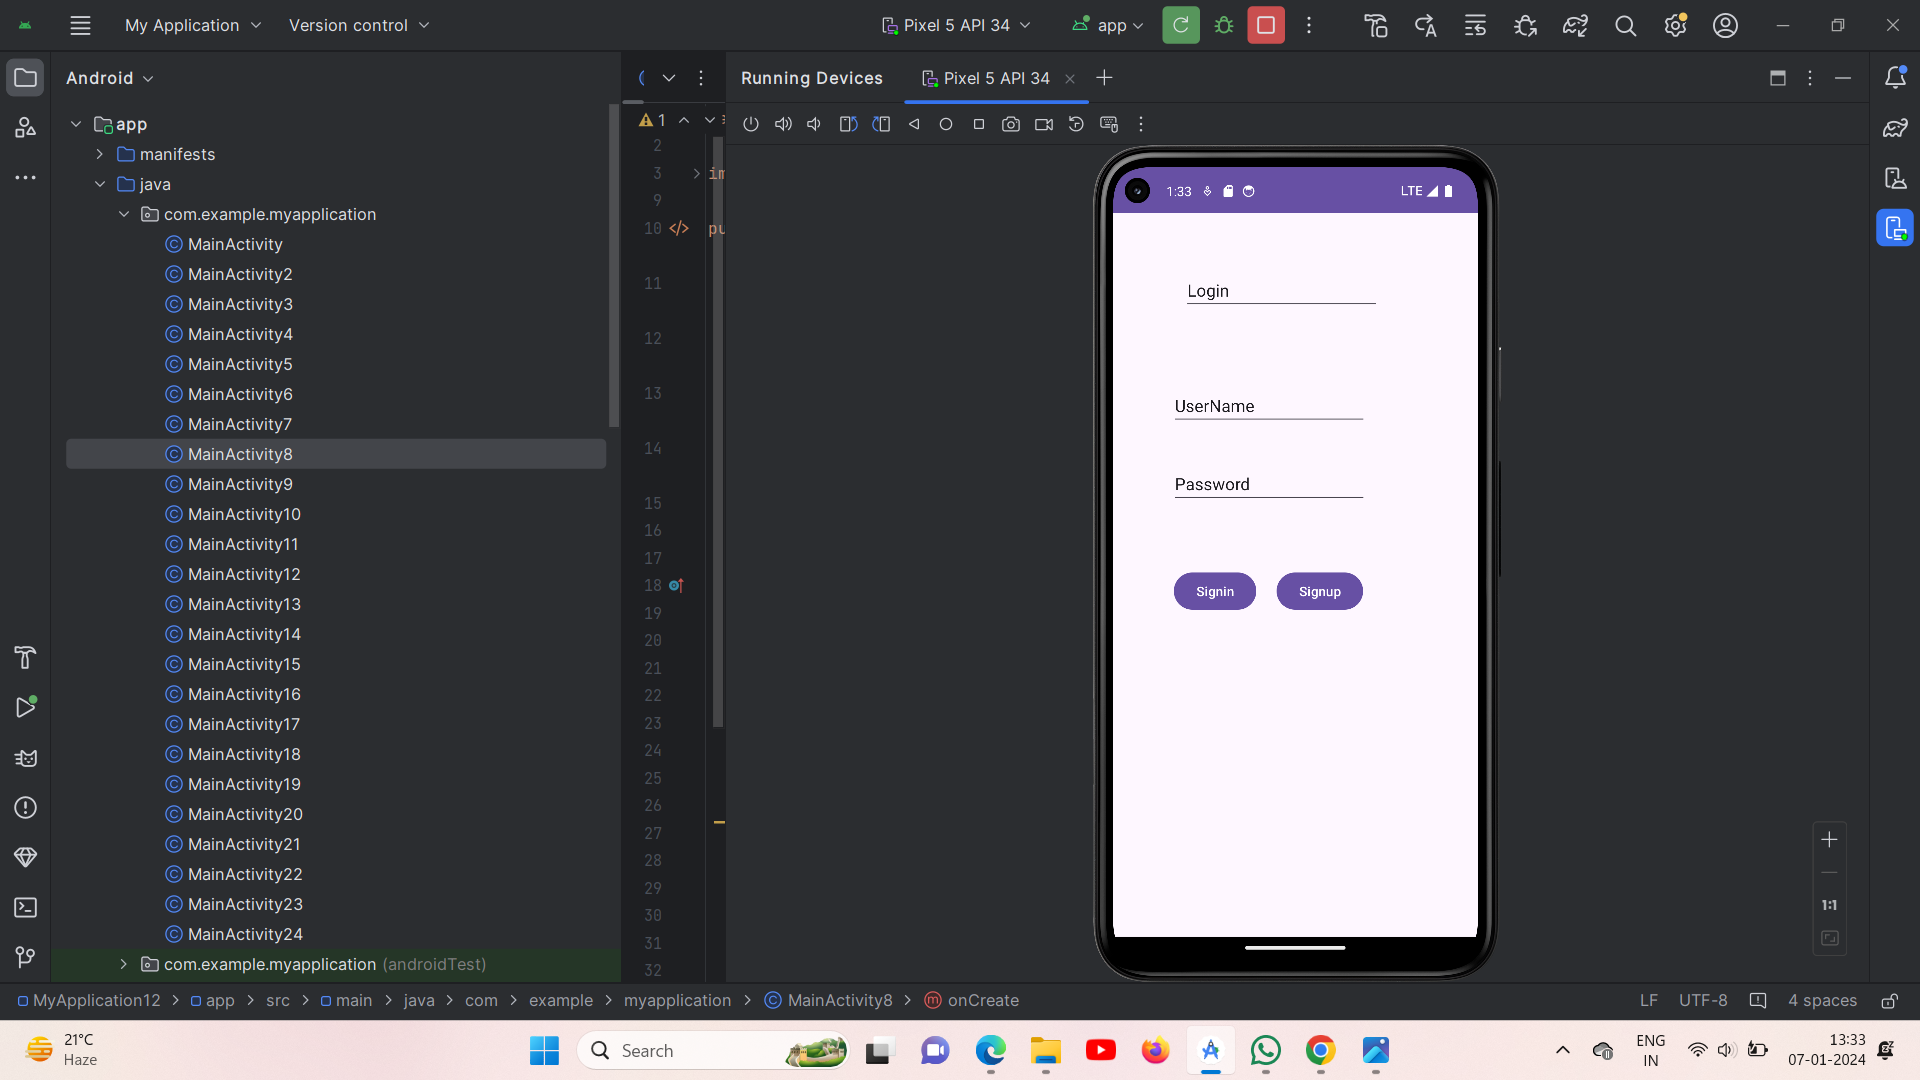 My Application Version control Pixel 5 API 34 app
Android
app
manifests
java
com.example.myapplication
MainActivity
MainActivity2
MainActivity3
MainActivity4
MainActivity5
MainActivity6
MainActivity7
MainActivity8
MainActivity9
MainActivity10
MainActivity11
MainActivity12
MainActivity13
MainActivity14
MainActivity15
MainActivity16
MainActivity17
MainActivity18
MainActivity19
MainActivity20
MainActivity21
MainActivity22
MainActivity23
MainActivity24
com.example.myapplication (androidTest)
1
2
3 im
9
10 </> pu
11
12
13
14
15
16
17
18
19
20
21
22
23
24
25
26
27
28
29
30
31
32
Running Devices Pixel 5 API 34
1:33 LTE
Login
UserName
Password
Signin Signup
1:1
MyApplication12 > app > src > main > java > com > example > myapplication > MainActivity8 > onCreate LF UTF-8 4 spaces
21°C
Haze
Search
ENG
IN
13:33
07-01-2024